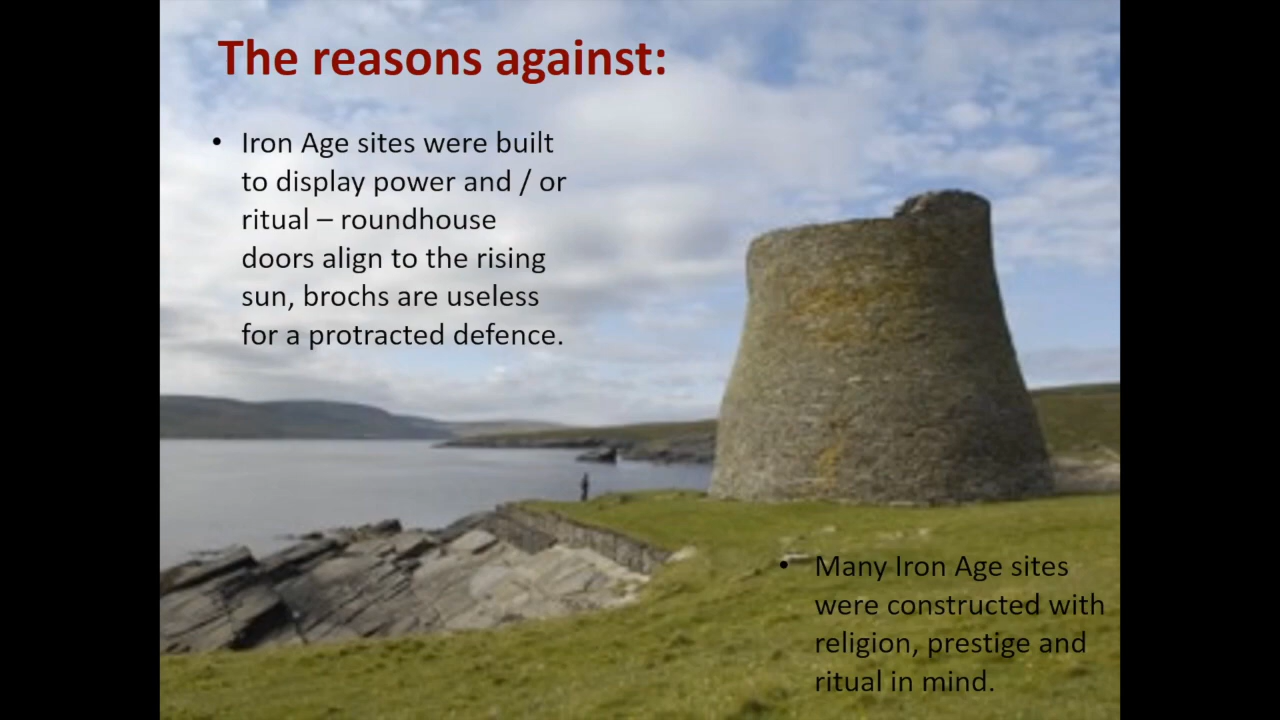 The reasons against:
• Iron Age sites were built
to display power and / or
ritual – roundhouse
doors align to the rising
sun, brochs are useless
for a protracted defence.
• Many Iron Age sites
were constructed with
religion, prestige and
ritual in mind.